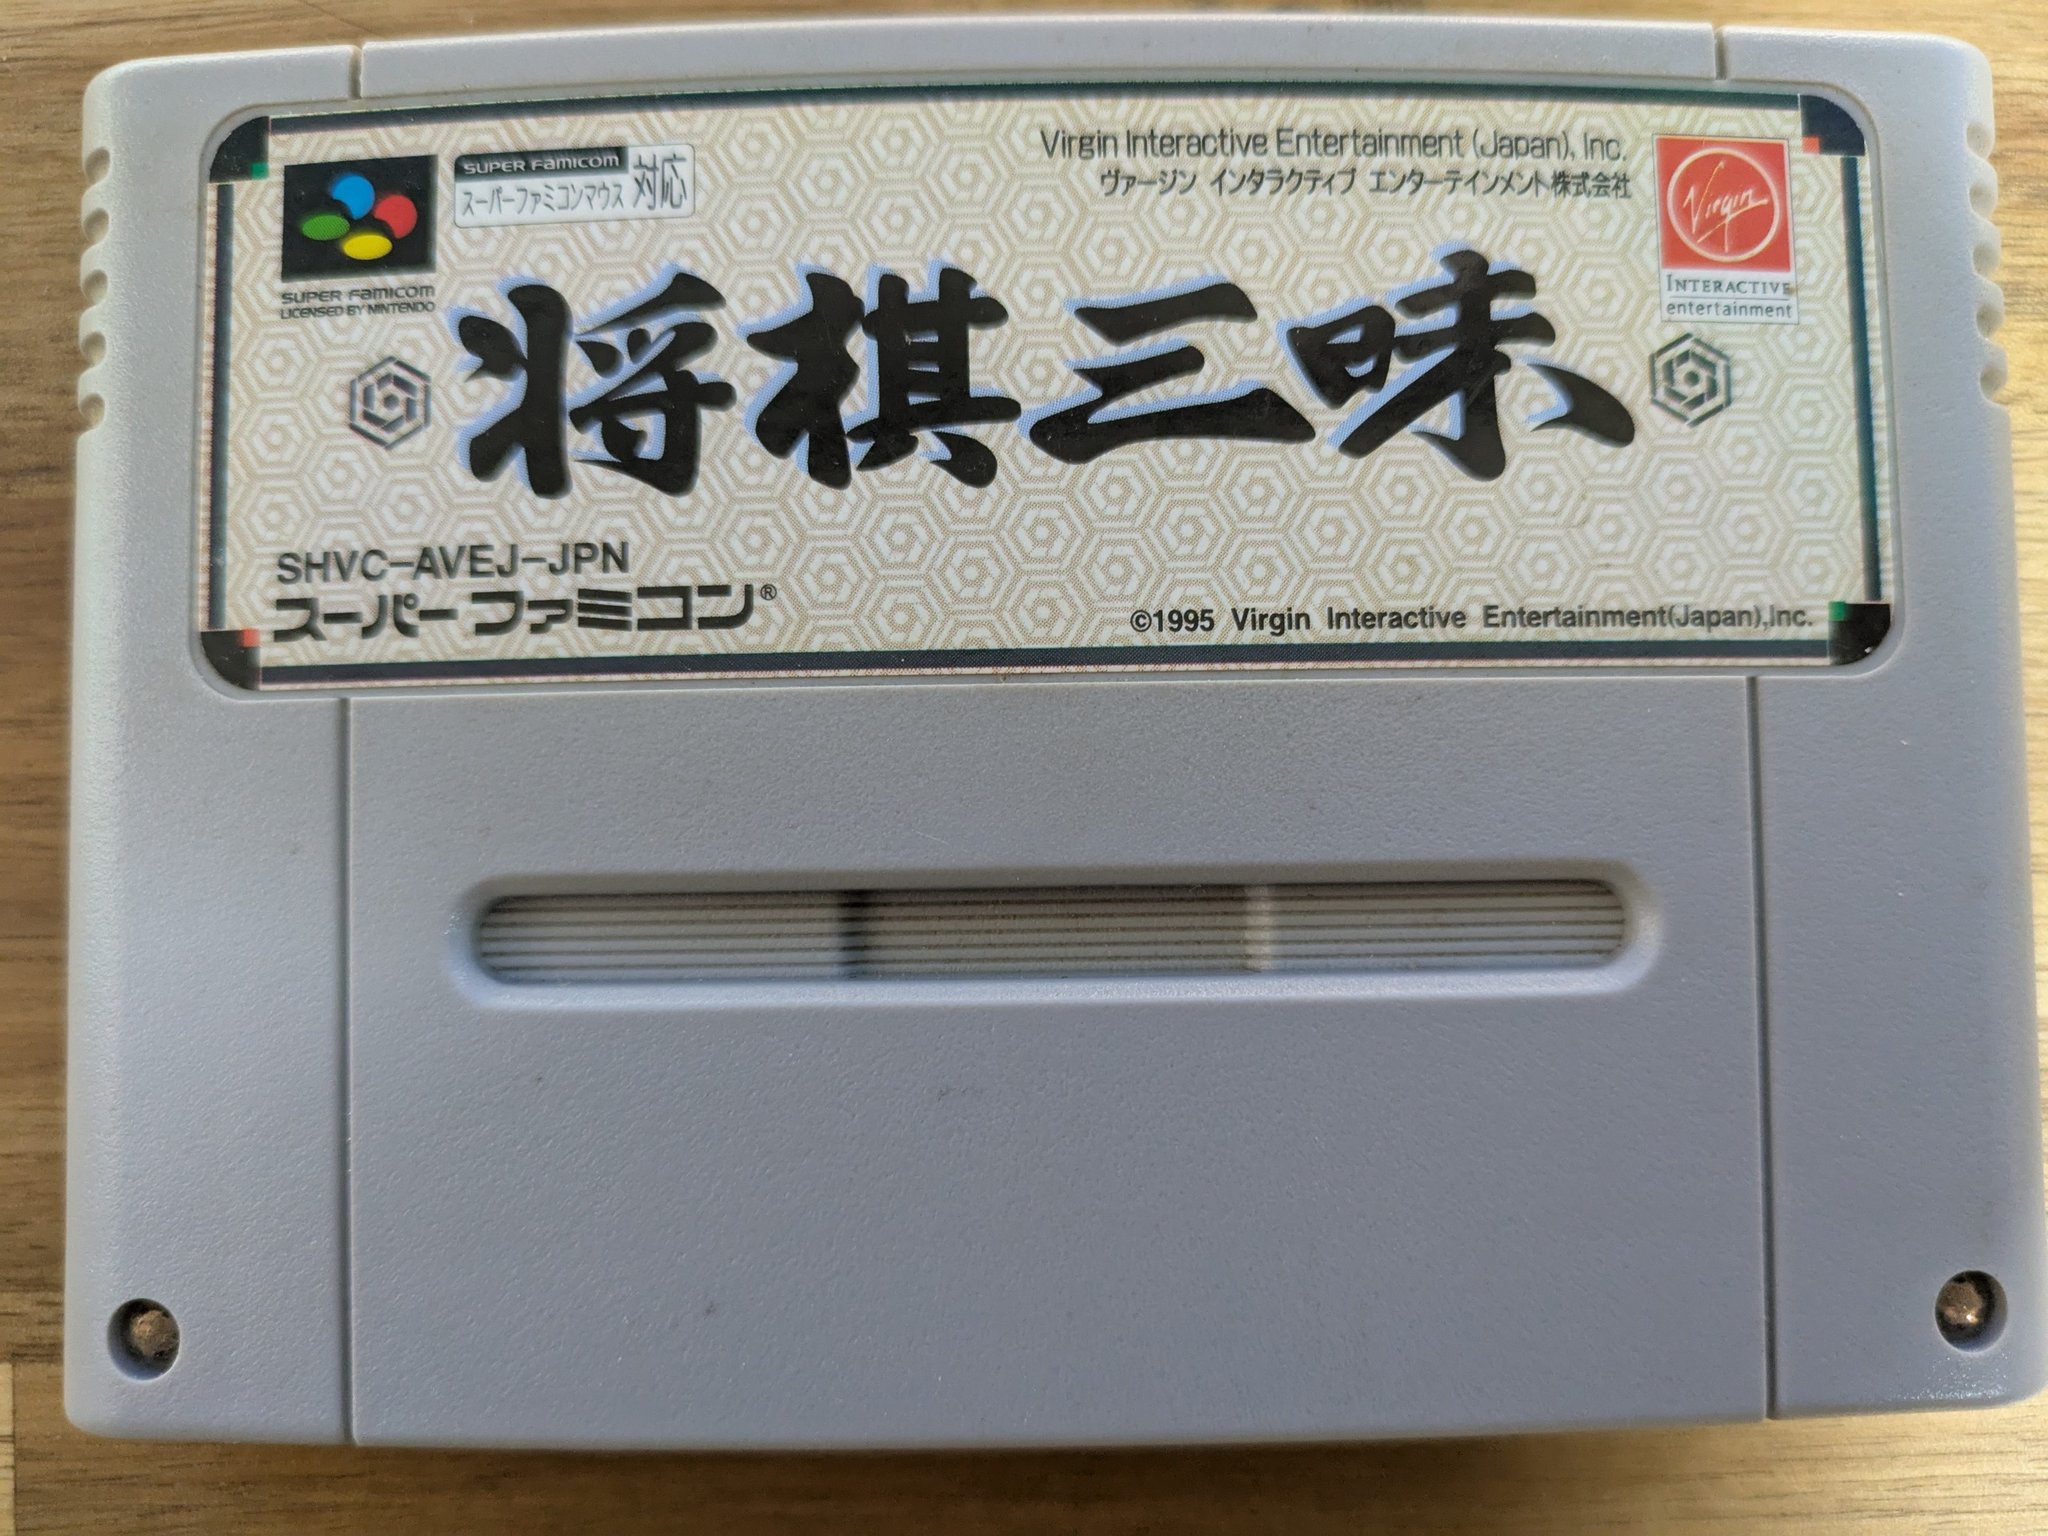 SUPER FAMICOM
スーパーファミコンマウス対応
Virgin Interactive Entertainment (Japan), Inc.
ヴァージン インタラクティブ エンターテインメント株式会社
Virgin
INTERACTIVE
entertainment
SUPER FAMICOM
LICENSED BY NINTENDO
将棋三昧
SHVC-AVEJ-JPN
スーパーファミコン®
©1995 Virgin Interactive Entertainment(Japan),Inc.